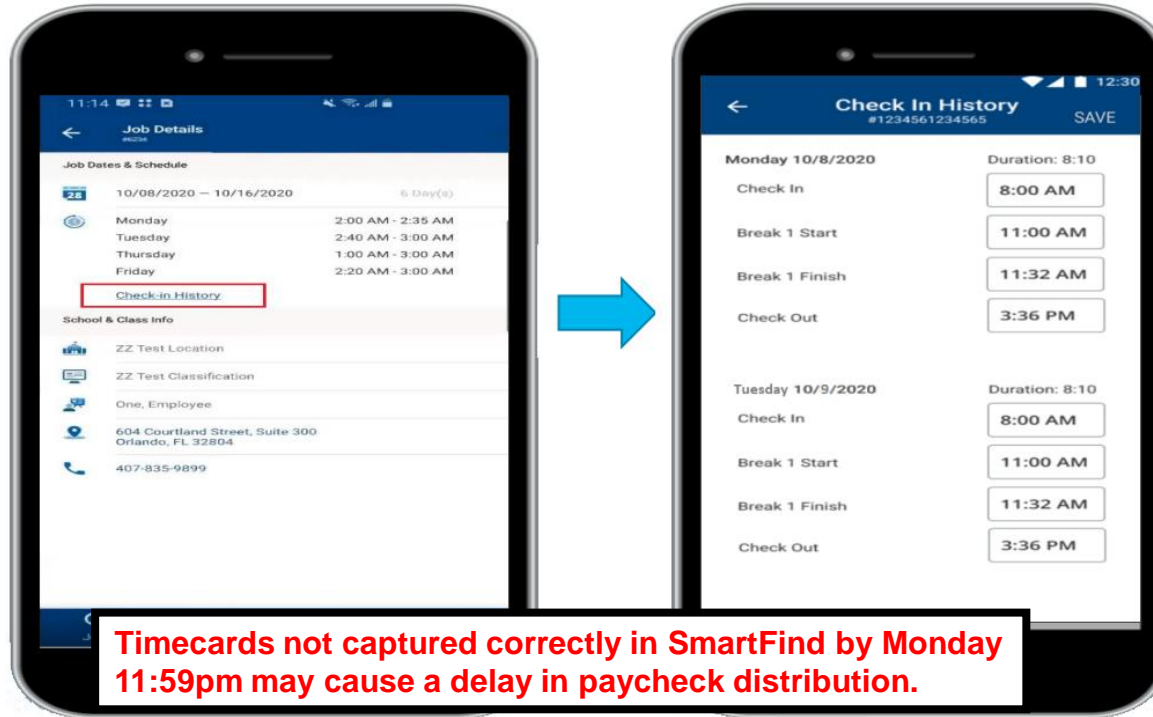 11:14
Job Details
#6234
Job Dates & Schedule
28 10/08/2020 – 10/16/2020 6 Day(s)
Monday 2:00 AM - 2:35 AM
Tuesday 2:40 AM - 3:00 AM
Thursday 1:00 AM - 3:00 AM
Friday 2:20 AM - 3:00 AM
Check-in History
School & Class Info
ZZ Test Location
ZZ Test Classification
One, Employee
604 Courtland Street, Suite 300
Orlando, FL 32804
407-835-9899
12:30
Check In History SAVE
#1234561234565
Monday 10/8/2020 Duration: 8:10
Check In 8:00 AM
Break 1 Start 11:00 AM
Break 1 Finish 11:32 AM
Check Out 3:36 PM
Tuesday 10/9/2020 Duration: 8:10
Check In 8:00 AM
Break 1 Start 11:00 AM
Break 1 Finish 11:32 AM
Check Out 3:36 PM
Timecards not captured correctly in SmartFind by Monday
11:59pm may cause a delay in paycheck distribution.